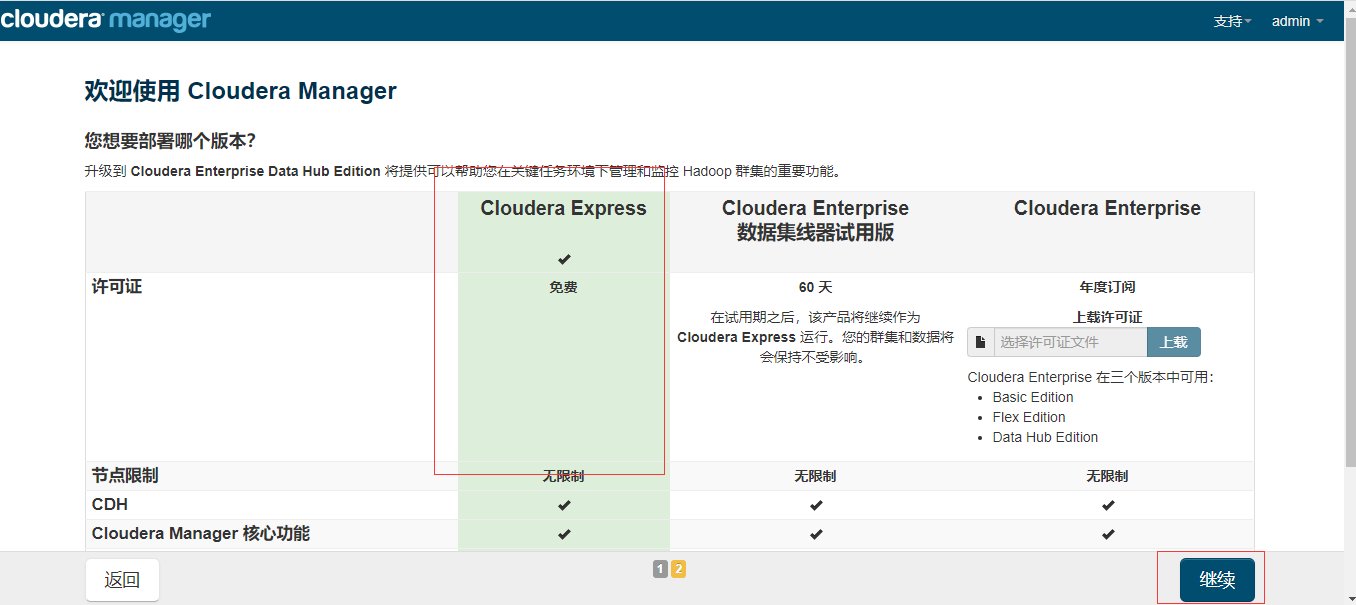 cloudera manager
支持 admin
欢迎使用 Cloudera Manager
您想要部署哪个版本？
升级到 Cloudera Enterprise Data Hub Edition 将提供可以帮助您在关键任务环境下管理和监控 Hadoop 群集的重要功能。
Cloudera Express
Cloudera Enterprise
数据集线器试用版
Cloudera Enterprise
许可证
免费
60 天
在试用期之后，该产品将继续作为
Cloudera Express 运行。您的群集和数据将
会保持不受影响。
年度订阅
上载许可证
选择许可证文件 上载
Cloudera Enterprise 在三个版本中可用：
• Basic Edition
• Flex Edition
• Data Hub Edition
节点限制 无限制 无限制 无限制
CDH
Cloudera Manager 核心功能
返回 1 2 继续